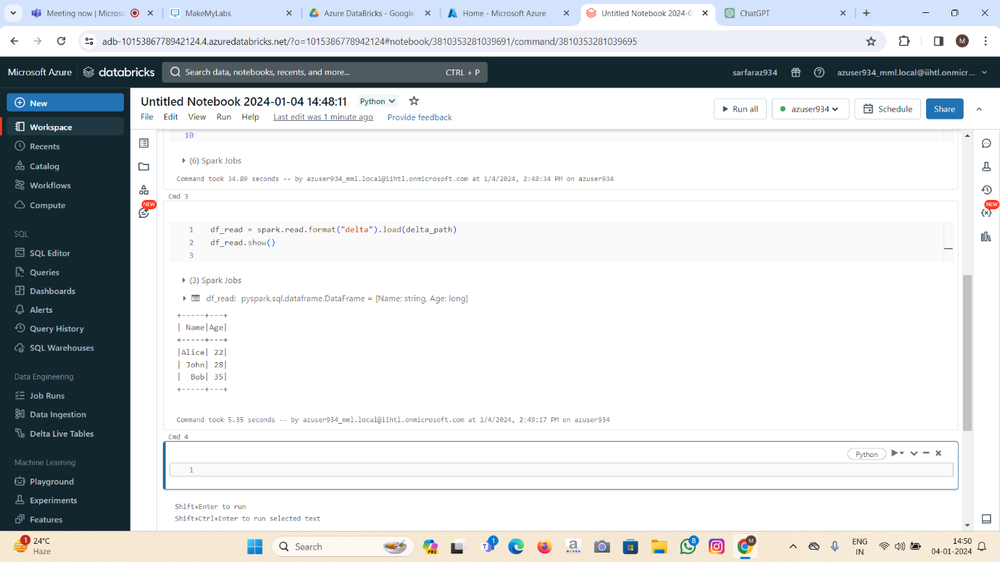 Meeting now | Microso
MakeMyLabs
Azure DataBricks - Google
Home - Microsoft Azure
Untitled Notebook 2024-0
ChatGPT
adb-1015386778942124.4.azuredatabricks.net/?o=1015386778942124#notebook/3810353281039691/command/3810353281039695
M
Microsoft Azure
databricks
Search data, notebooks, recents, and more...
CTRL + P
sarfaraz934
azuser934_mml.local@iihtl.onmicr...
New
Workspace
Recents
Catalog
Workflows
Compute
SQL
SQL Editor
Queries
Dashboards
Alerts
Query History
SQL Warehouses
Data Engineering
Job Runs
Data Ingestion
Delta Live Tables
Machine Learning
Playground
Experiments
Features
Untitled Notebook 2024-01-04 14:48:11
Python
File Edit View Run Help Last edit was 1 minute ago Provide feedback
Run all
azuser934
Schedule
Share
NEW
10
(6) Spark Jobs
Command took 34.89 seconds -- by azuser934_mml.local@iihtl.onmicrosoft.com at 1/4/2024, 2:48:34 PM on azuser934
Cmd 3
1 df_read = spark.read.format("delta").load(delta_path)
2 df_read.show()
3
(3) Spark Jobs
df_read: pyspark.sql.dataframe.DataFrame = [Name: string, Age: long]
+-----+---+
| Name|Age|
+-----+---+
|Alice| 22|
| John| 28|
|  Bob| 35|
+-----+---+
Command took 5.35 seconds -- by azuser934_mml.local@iihtl.onmicrosoft.com at 1/4/2024, 2:49:17 PM on azuser934
Cmd 4
Python
1
Shift+Enter to run
Shift+Ctrl+Enter to run selected text
NEW
1
24°C
Haze
Search
PRE
1
a
8
M
ENG
IN
14:50
04-01-2024